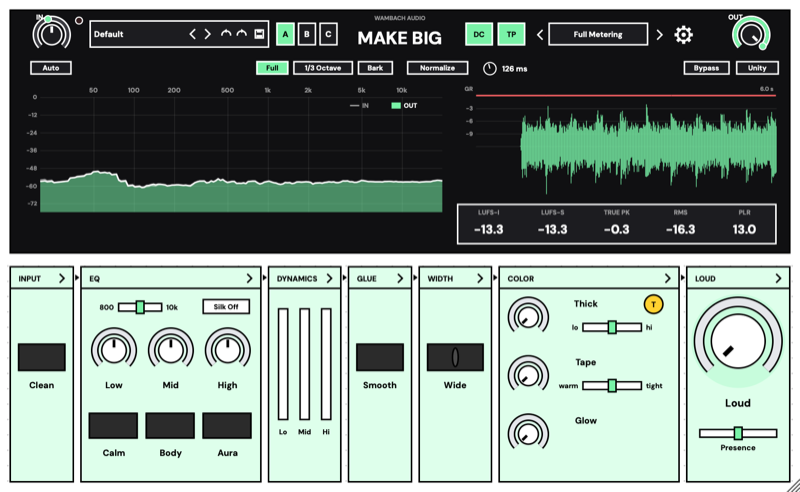 IN
Default
A B C
WAMBACH AUDIO
MAKE BIG
DC TP
Full Metering
OUT
Auto
Full 1/3 Octave Bark
Normalize
126 ms
Bypass Unity
50 100 200 500 1k 2k 5k 10k
IN OUT
0
-12
-24
-36
-48
-60
-72
GR 6.0 s
-3
-6
-9
LUFS-I LUFS-S TRUE PK RMS PLR
-13.3 -13.3 -0.3 -16.3 13.0
INPUT EQ DYNAMICS GLUE WIDTH COLOR LOUD
Clean
800 10k Silk Off
Low Mid High
Calm Body Aura
Lo Mid Hi
Smooth
Wide
Thick T
lo hi
Tape
warm tight
Glow
Loud
Presence